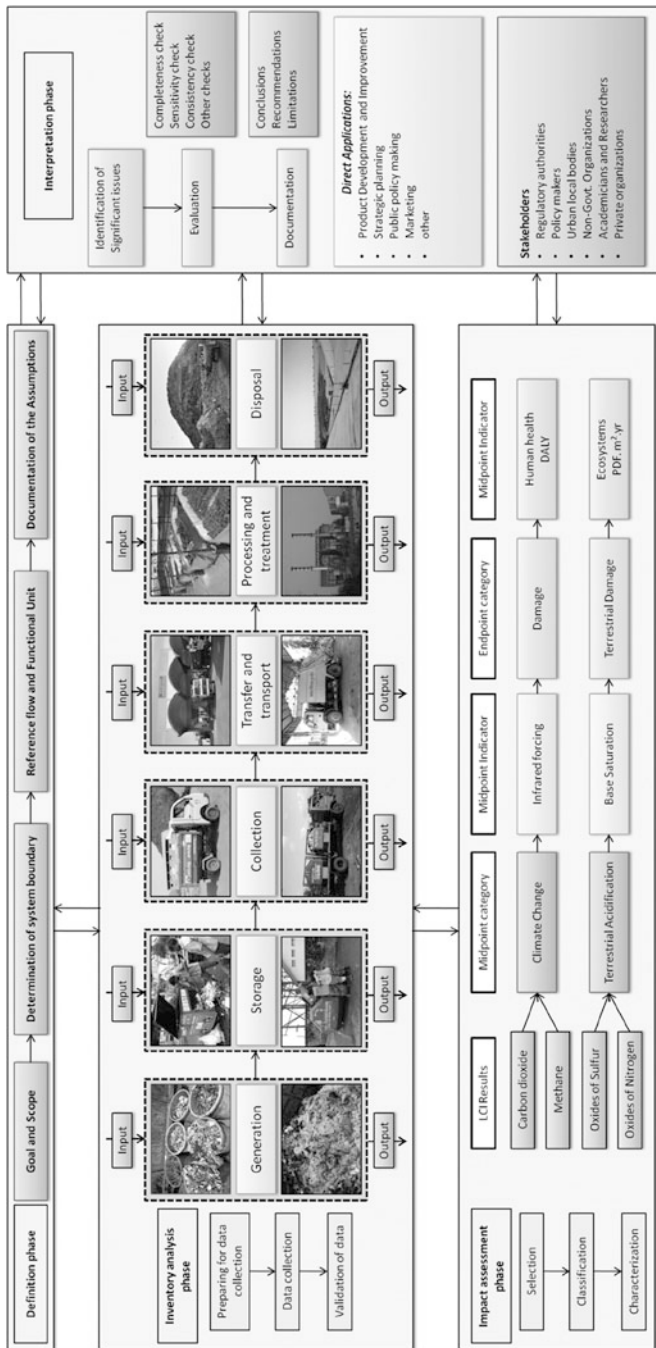 Definition phase
Goal and Scope
Determination of system boundary
Reference flow and Functional Unit
Documentation of the Assumptions
Inventory analysis
phase
Preparing for data
collection
Data collection
Validation of data
Input
Generation
Output
Input
Storage
Output
Input
Collection
Output
Input
Transfer and
transport
Output
Input
Processing and
treatment
Output
Input
Disposal
Output
Impact assessment
phase
Selection
Classification
Characterization
LCI Results
Midpoint category
Midpoint Indicator
Endpoint category
Midpoint Indicator
Carbon dioxide
Methane
Climate Change
Infrared forcing
Damage
Human health
DALY
Oxides of Sulfur
Oxides of Nitrogen
Terrestrial Acidification
Base Saturation
Terrestrial Damage
Ecosystems
PDF.m².yr
Interpretation phase
Identification of
Significant issues
Evaluation
Documentation
Completeness check
Sensitivity check
Consistency check
Other checks
Conclusions
Recommendations
Limitations
Direct Applications:
• Product Development and Improvement
• Strategic planning
• Public policy making
• Marketing
• other
Stakeholders
• Regulatory authorities
• Policy makers
• Urban local bodies
• Non-Govt. Organizations
• Academicians and Researchers
• Private organizations